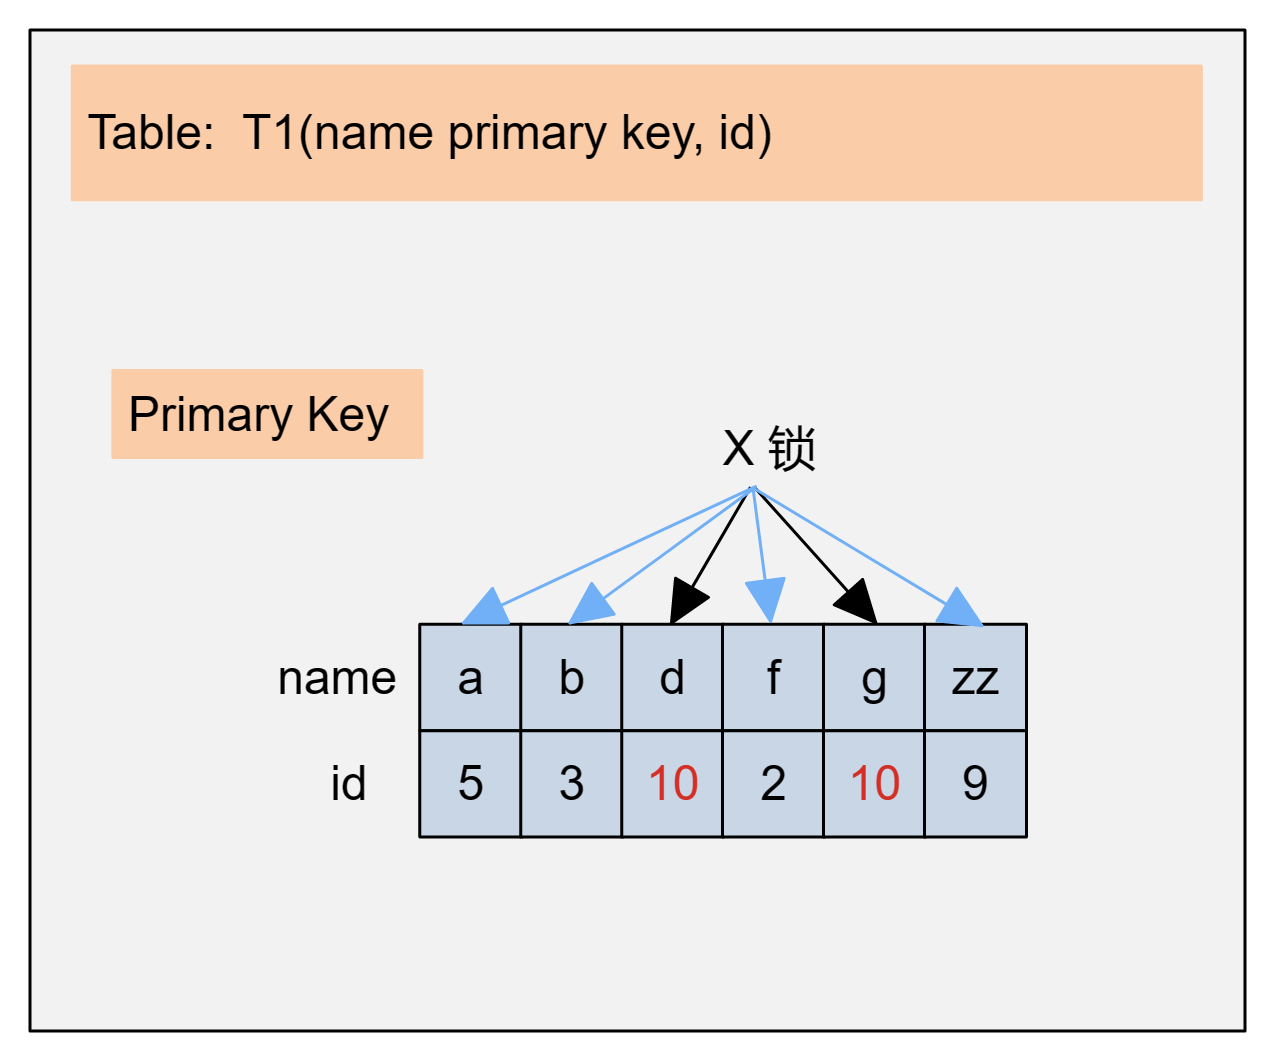 Table:  T1(name primary key, id)
Primary Key
X 锁
name a b d f g zz
id 5 3 10 2 10 9